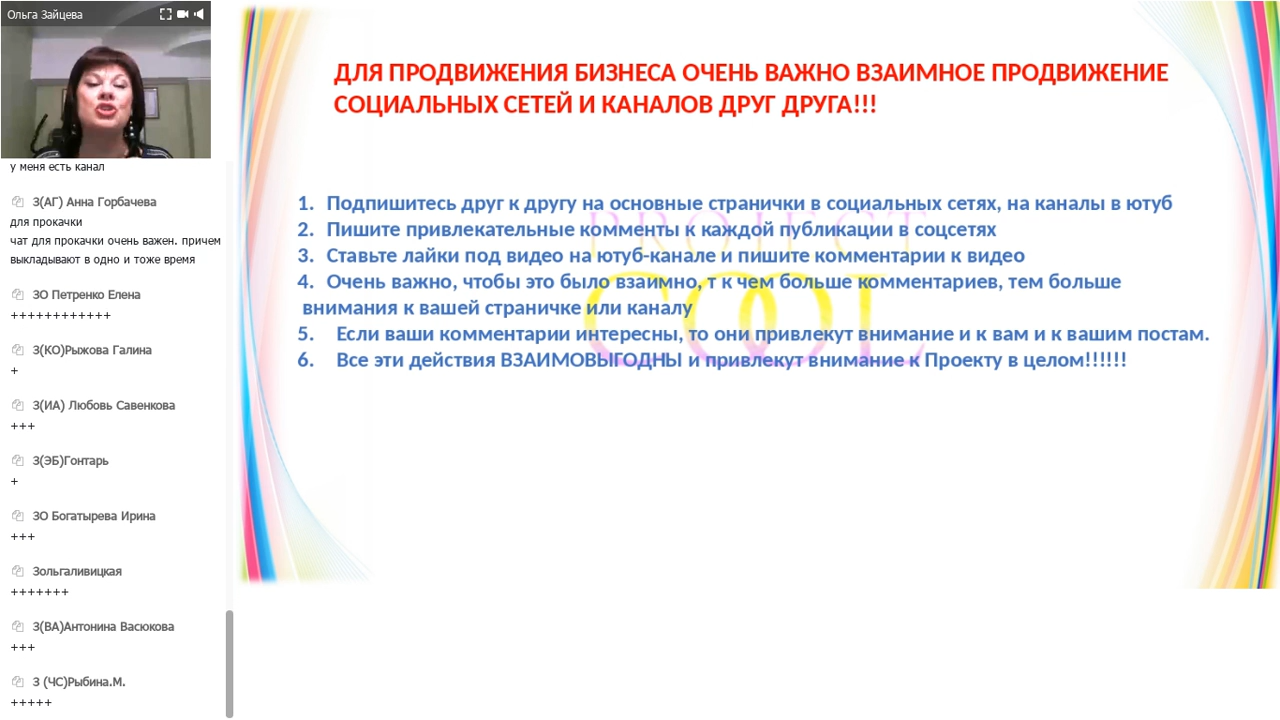 Ольга Зайцева
у меня есть канал
З(АГ) Анна Горбачева
для прокачки
чат для прокачки очень важен. причем
выкладывают в одно и тоже время
ЗО Петренко Елена
++++++++++++
З(КО)Рыжова Галина
+
З(ИА) Любовь Савенкова
+++
З(ЭБ)Гонтарь
+
ЗО Богатырева Ирина
+++
Зольгаливицкая
+++++++
З(ВА)Антонина Васюкова
+++
З (ЧС)Рыбина.М.
+++++
ДЛЯ ПРОДВИЖЕНИЯ БИЗНЕСА ОЧЕНЬ ВАЖНО ВЗАИМНОЕ ПРОДВИЖЕНИЕ
СОЦИАЛЬНЫХ СЕТЕЙ И КАНАЛОВ ДРУГ ДРУГА!!!
1. Подпишитесь друг к другу на основные странички в социальных сетях, на каналы в ютуб
2. Пишите привлекательные комменты к каждой публикации в соцсетях
3. Ставьте лайки под видео на ютуб-канале и пишите комментарии к видео
4. Очень важно, чтобы это было взаимно, т к чем больше комментариев, тем больше
внимания к вашей страничке или каналу
5. Если ваши комментарии интересны, то они привлекут внимание и к вам и к вашим постам.
6. Все эти действия ВЗАИМОВЫГОДНЫ и привлекут внимание к Проекту в целом!!!!!!
PROJECT
COOL